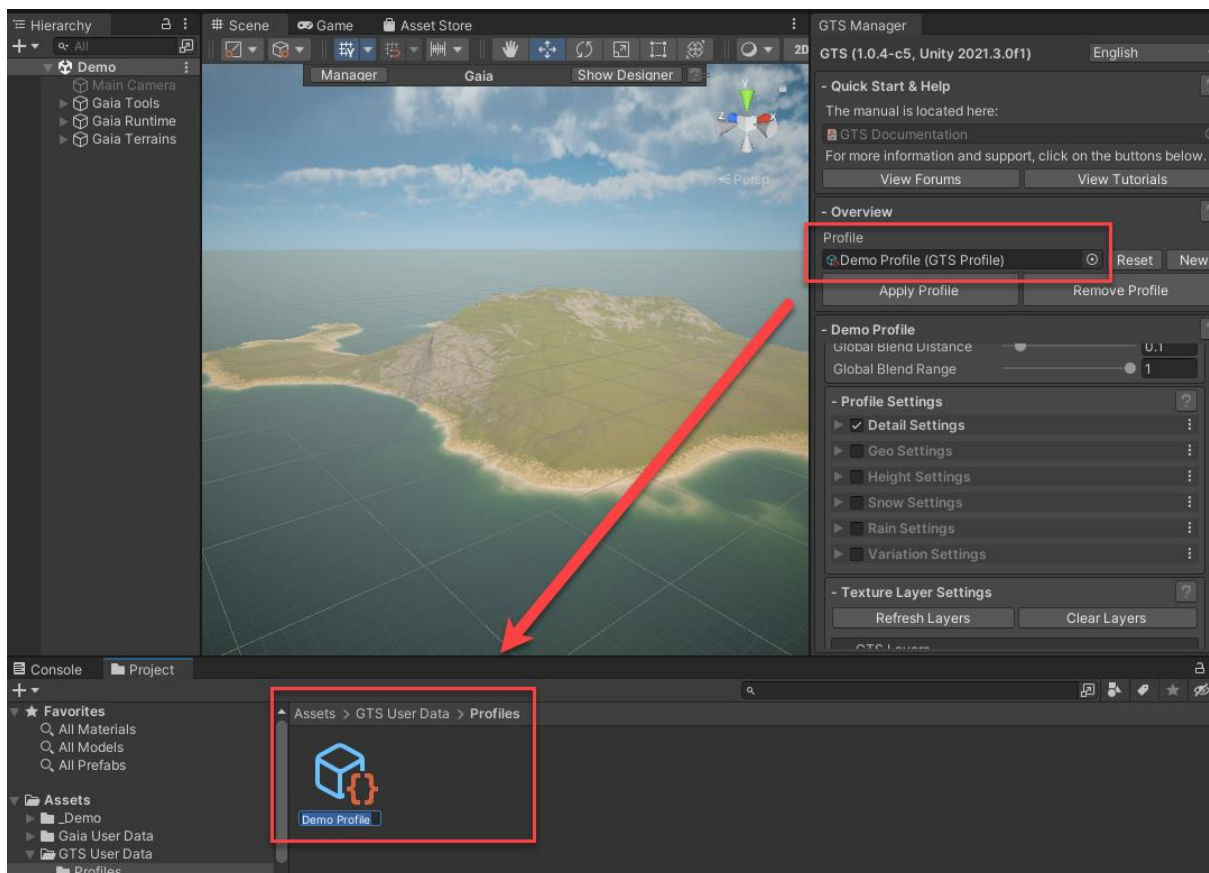 Hierarchy
All
Demo
Main Camera
Gaia Tools
Gaia Runtime
Gaia Terrains
Scene
Game
Asset Store
2D
Manager
Gaia
Show Designer
?
y
z
x
Persp
GTS Manager
GTS (1.0.4-c5, Unity 2021.3.0f1)
English
- Quick Start & Help
The manual is located here:
GTS Documentation
For more information and support, click on the buttons below.
View Forums
View Tutorials
- Overview
Profile
Demo Profile (GTS Profile)
Reset
New
Apply Profile
Remove Profile
- Demo Profile
Global Blend Distance
0.1
Global Blend Range
1
- Profile Settings
?
Detail Settings
Geo Settings
Height Settings
Snow Settings
Rain Settings
Variation Settings
- Texture Layer Settings
?
Refresh Layers
Clear Layers
GTS Layers
Console
Project
Favorites
All Materials
All Models
All Prefabs
Assets
_Demo
Gaia User Data
GTS User Data
Profiles
Assets > GTS User Data > Profiles
Demo Profile